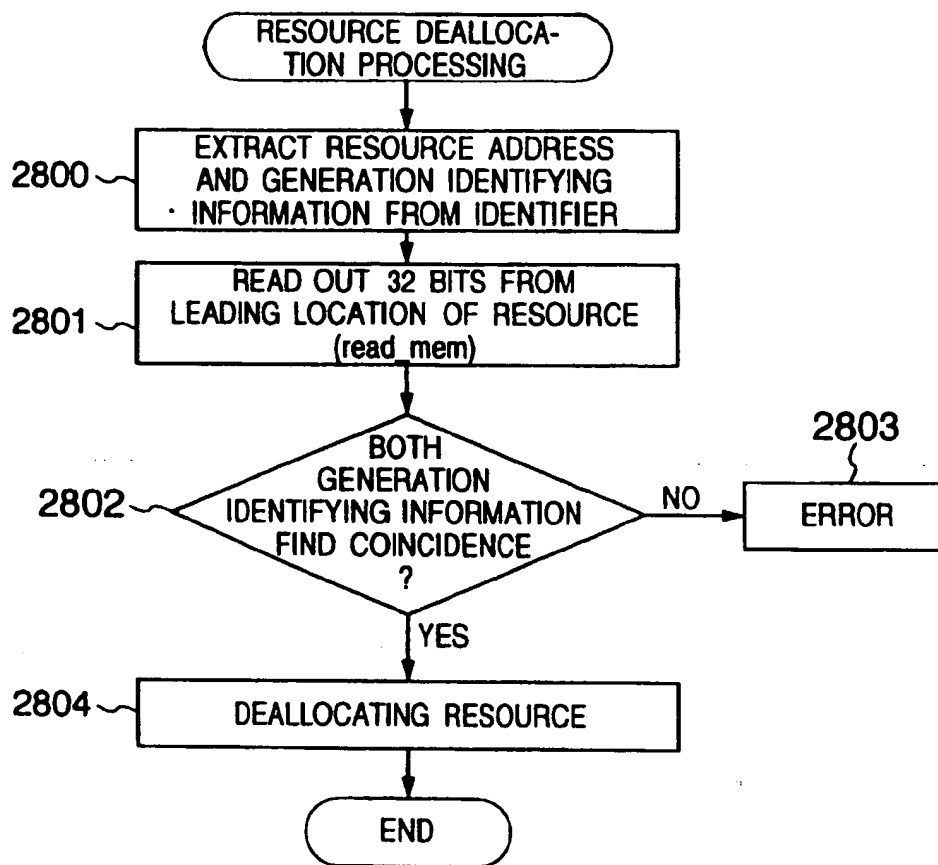 RESOURCE DEALLOCA-
TION PROCESSING
2800
EXTRACT RESOURCE ADDRESS
AND GENERATION IDENTIFYING
INFORMATION FROM IDENTIFIER
2801
READ OUT 32 BITS FROM
LEADING LOCATION OF RESOURCE
(read_mem)
2802
BOTH
GENERATION
IDENTIFYING INFORMATION
FIND COINCIDENCE
?
NO
2803
ERROR
YES
2804
DEALLOCATING RESOURCE
END